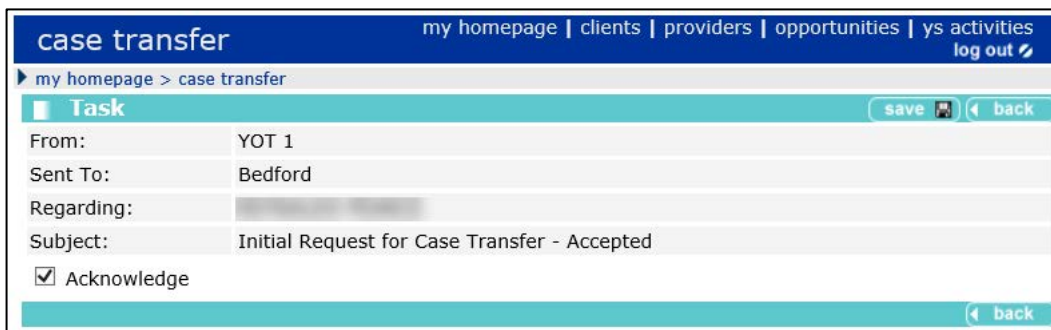 case transfer
my homepage | clients | providers | opportunities | ys activities
log out
my homepage > case transfer
Task
save
back
From: YOT 1
Sent To: Bedford
Regarding:
Subject: Initial Request for Case Transfer - Accepted
Acknowledge
back